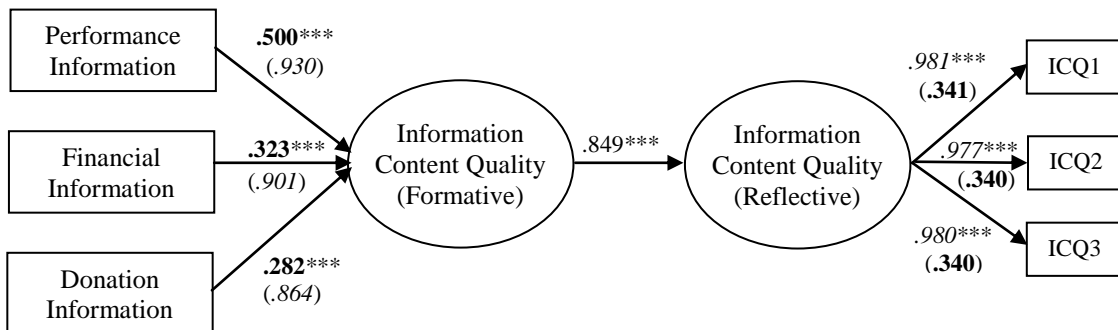 Performance
Information
.500***
(.930)
Financial
Information
.323***
(.901)
Donation
Information
.282***
(.864)
Information
Content Quality
(Formative)
.849***
Information
Content Quality
(Reflective)
.981***
(.341)
ICQ1
.977***
(.340)
ICQ2
.980***
(.340)
ICQ3